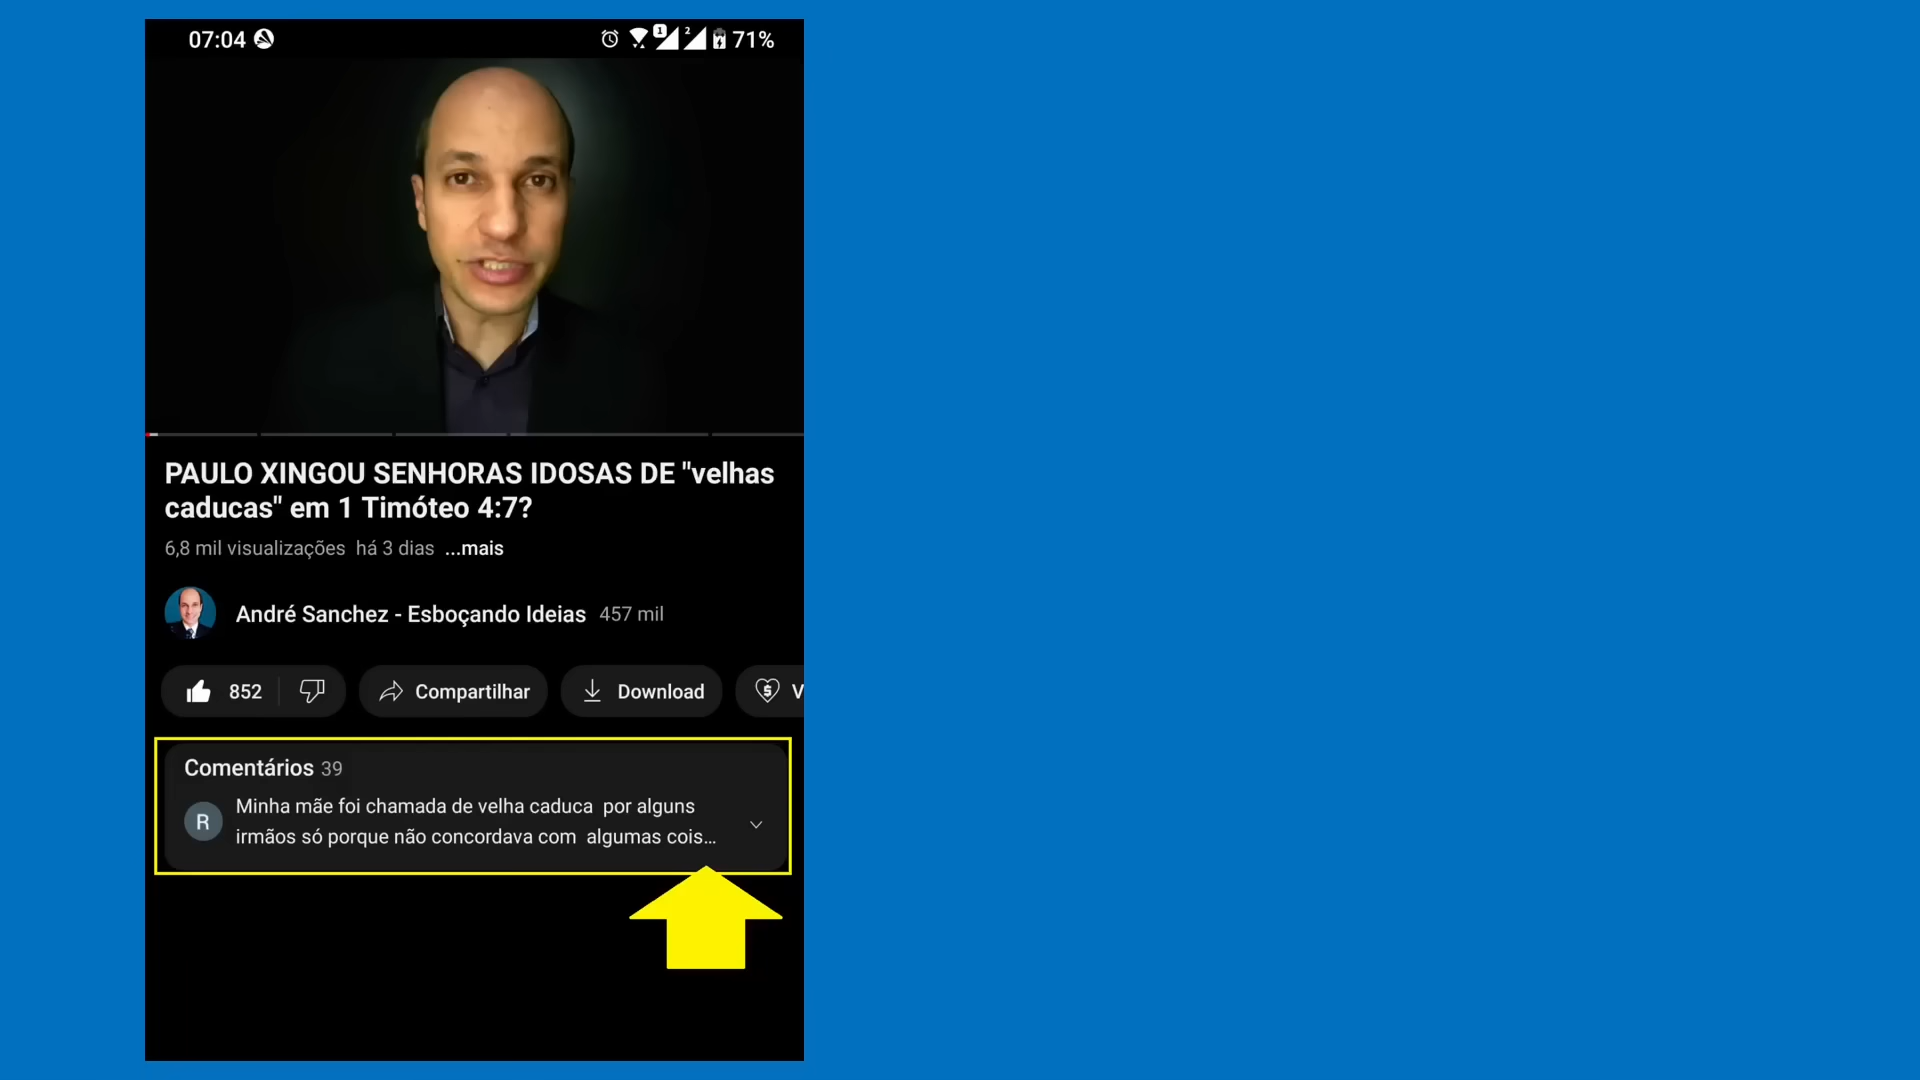 07:04
1 2 71%
PAULO XINGOU SENHORAS IDOSAS DE "velhas
caducas" em 1 Timóteo 4:7?
6,8 mil visualizações há 3 dias ...mais
André Sanchez - Esboçando Ideias 457 mil
852 Compartilhar Download V
Comentários 39
R
Minha mãe foi chamada de velha caduca por alguns
irmãos só porque não concordava com algumas cois...